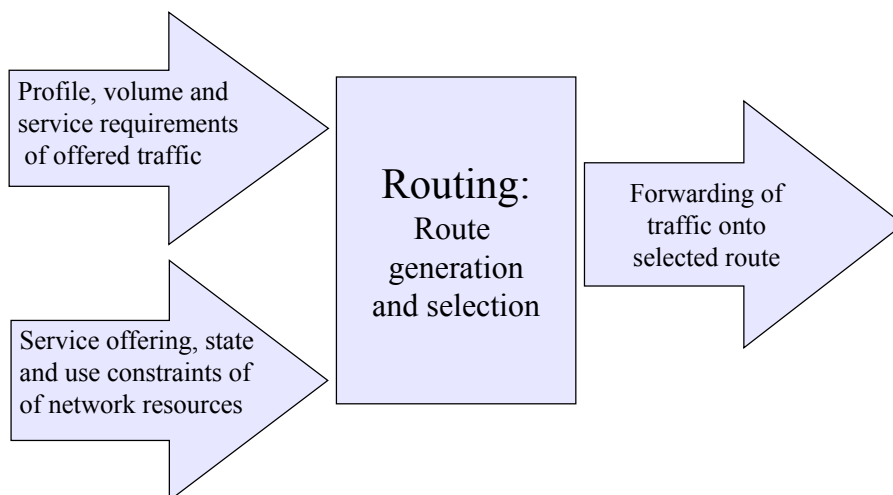 Profile, volume and
service requirements
of offered traffic
Service offering, state
and use constraints of
of network resources
Routing:
Route
generation
and selection
Forwarding of
traffic onto
selected route